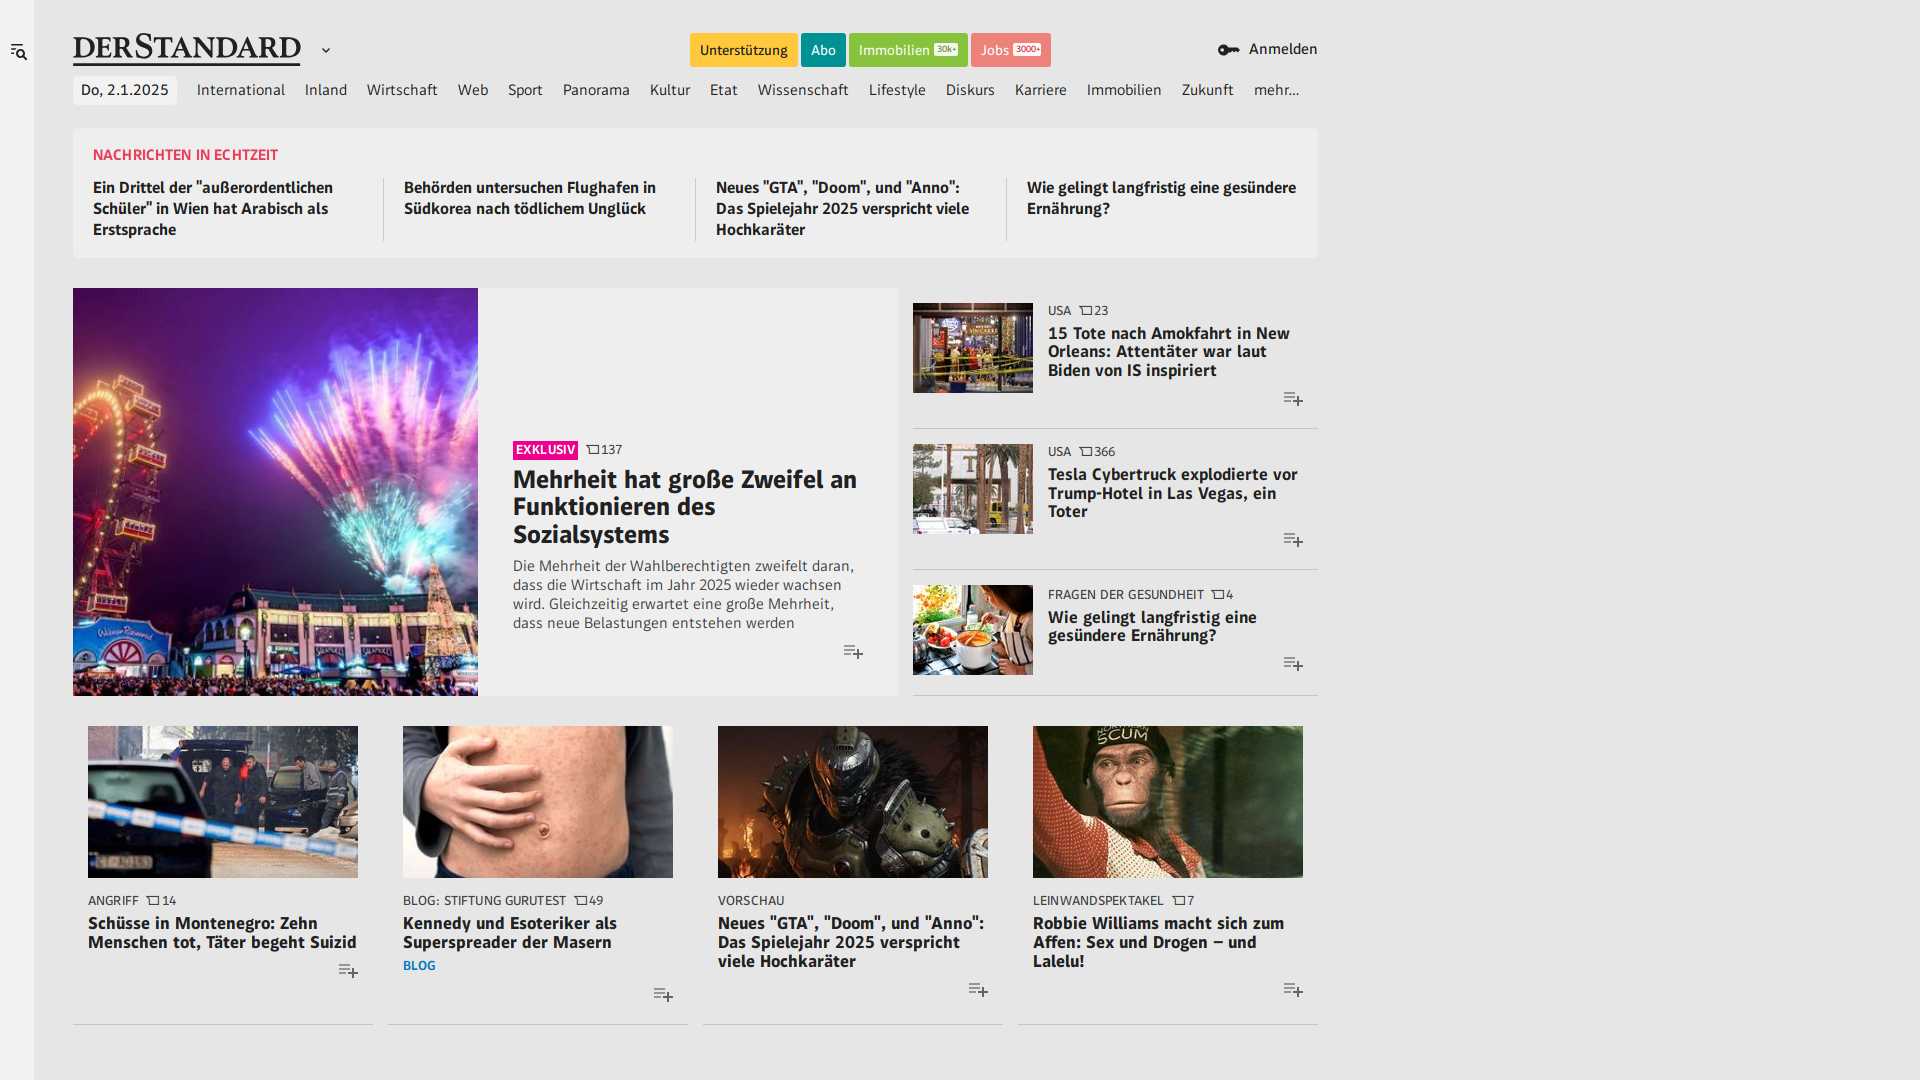 DERSTANDARD
Unterstützung
Abo
Immobilien 30k+
Jobs 3000+
Anmelden
Do, 2.1.2025
International
Inland
Wirtschaft
Web
Sport
Panorama
Kultur
Etat
Wissenschaft
Lifestyle
Diskurs
Karriere
Immobilien
Zukunft
mehr...
NACHRICHTEN IN ECHTZEIT
Ein Drittel der "außerordentlichen
Schüler" in Wien hat Arabisch als
Erstsprache
Behörden untersuchen Flughafen in
Südkorea nach tödlichem Unglück
Neues "GTA", "Doom", und "Anno":
Das Spielejahr 2025 verspricht viele
Hochkaräter
Wie gelingt langfristig eine gesündere
Ernährung?
EXKLUSIV 137
Mehrheit hat große Zweifel an
Funktionieren des
Sozialsystems
Die Mehrheit der Wahlberechtigten zweifelt daran,
dass die Wirtschaft im Jahr 2025 wieder wachsen
wird. Gleichzeitig erwartet eine große Mehrheit,
dass neue Belastungen entstehen werden
USA 23
15 Tote nach Amokfahrt in New
Orleans: Attentäter war laut
Biden von IS inspiriert
USA 366
Tesla Cybertruck explodierte vor
Trump-Hotel in Las Vegas, ein
Toter
FRAGEN DER GESUNDHEIT 4
Wie gelingt langfristig eine
gesündere Ernährung?
ANGRIFF 14
Schüsse in Montenegro: Zehn
Menschen tot, Täter begeht Suizid
BLOG: STIFTUNG GURUTEST 49
Kennedy und Esoteriker als
Superspreader der Masern
BLOG
VORSCHAU
Neues "GTA", "Doom", und "Anno":
Das Spielejahr 2025 verspricht
viele Hochkaräter
SCUM
LEINWANDSPEKTAKEL 7
Robbie Williams macht sich zum
Affen: Sex und Drogen – und
Lalelu!